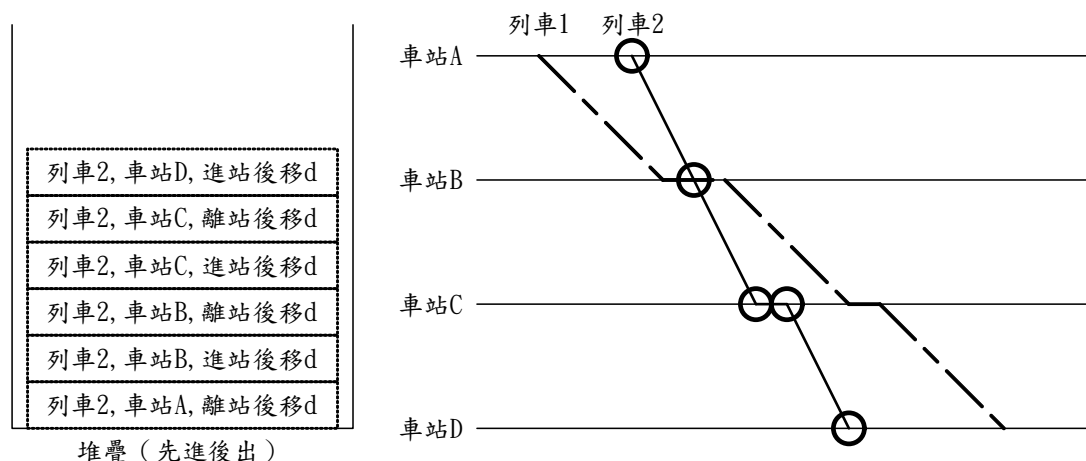 列車1
列車2
車站A
車站B
車站C
車站D
列車2, 車站D, 進站後移d
列車2, 車站C, 離站後移d
列車2, 車站C, 進站後移d
列車2, 車站B, 離站後移d
列車2, 車站B, 進站後移d
列車2, 車站A, 離站後移d
堆疊（先進後出）